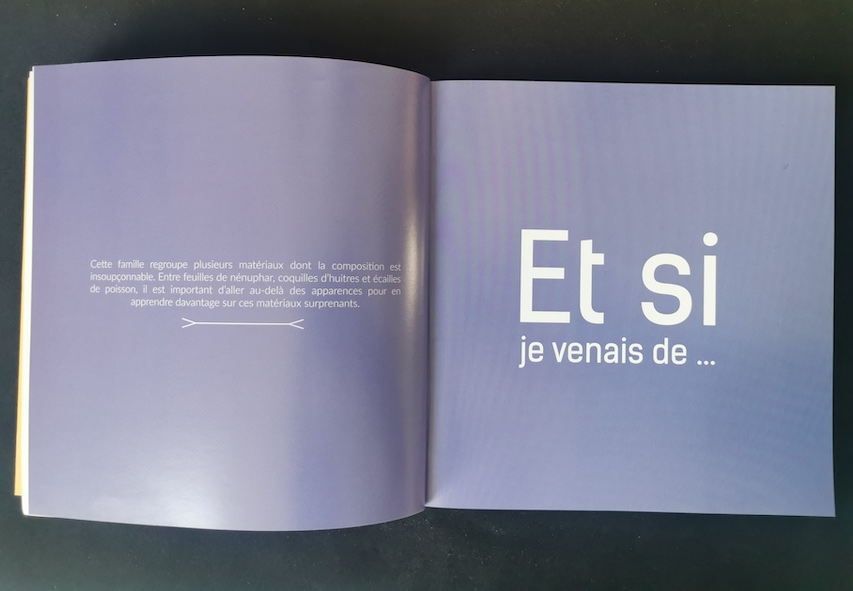 Cette famille regroupe plusieurs matériaux dont la composition est
insoupçonnable. Entre feuilles de nénuphar, coquilles d'huitres et écailles
de poisson, il est important d'aller au-delà des apparences pour en
apprendre davantage sur ces matériaux surprenants.
Et si
je venais de ...